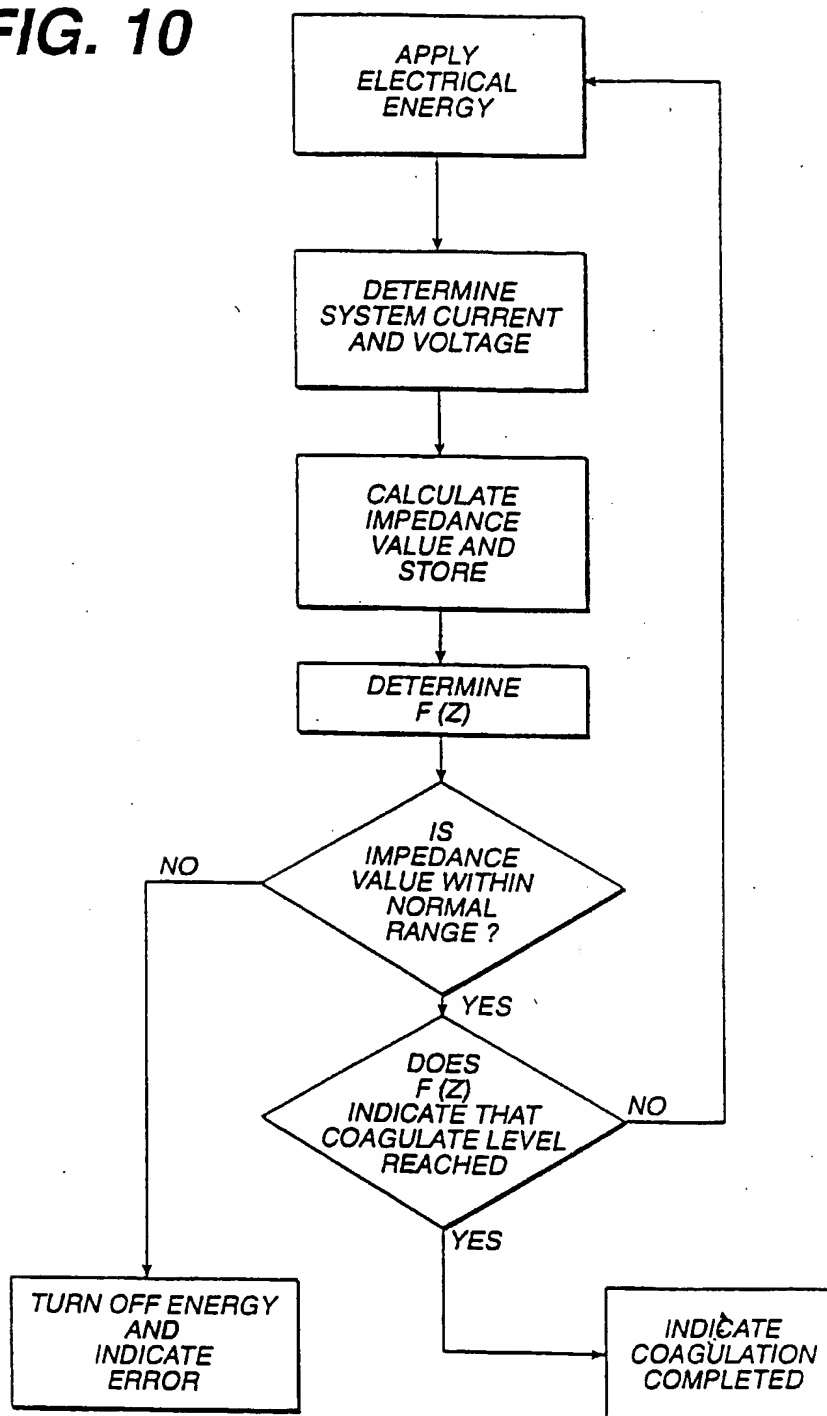 FIG. 10
APPLY
ELECTRICAL
ENERGY
DETERMINE
SYSTEM CURRENT
AND VOLTAGE
CALCULATE
IMPEDANCE
VALUE AND
STORE
DETERMINE
F (Z)
IS
IMPEDANCE
VALUE WITHIN
NORMAL
RANGE ?
NO
YES
DOES
F (Z)
INDICATE THAT
COAGULATE LEVEL
REACHED
NO
YES
TURN OFF ENERGY
AND
INDICATE
ERROR
INDICATE
COAGULATION
COMPLETED